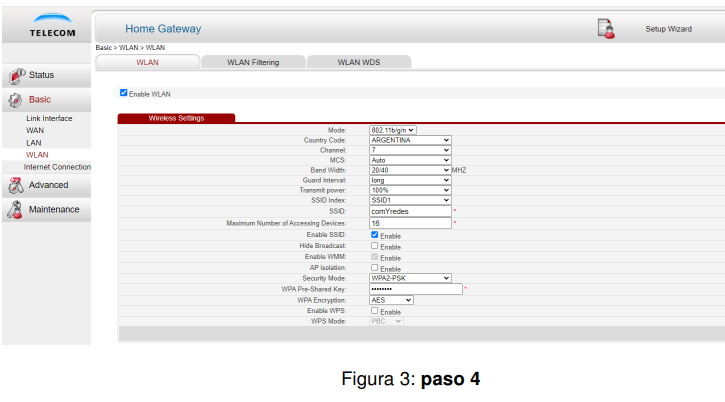 TELECOM
Home Gateway
Setup Wizard
Basic > WLAN > WLAN
WLAN
WLAN Filtering
WLAN WDS
Status
Basic
Link Interface
WAN
LAN
WLAN
Internet Connection
Advanced
Maintenance
Enable WLAN
Wireless Settings
Mode: 802.11b/g/n
Country Code: ARGENTINA
Channel: 7
MCS: Auto
Band Width: 20/40 MHZ
Guard Interval: long
Transmit power: 100%
SSID Index: SSID1
SSID: comYredes *
Maximum Number of Accessing Devices: 16 *
Enable SSID: Enable
Hide Broadcast: Enable
Enable WMM: Enable
AP isolation: Enable
Security Mode: WPA2-PSK
WPA Pre-Shared Key: •••••••• *
WPA Encryption: AES
Enable WPS: Enable
WPS Mode: PBC
Figura 3: paso 4